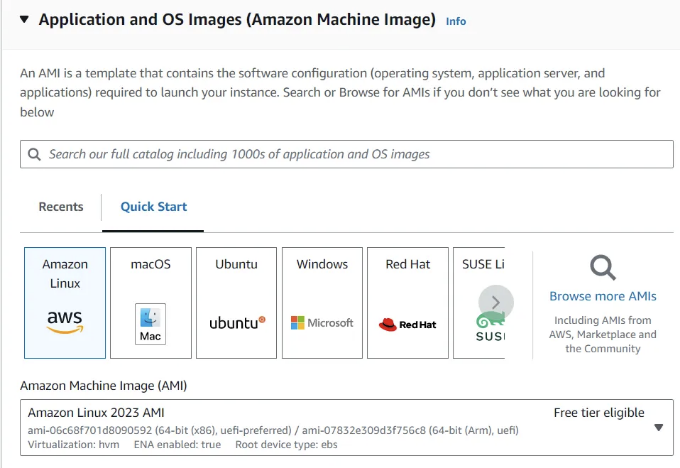 Application and OS Images (Amazon Machine Image) Info
An AMI is a template that contains the software configuration (operating system, application server, and
applications) required to launch your instance. Search or Browse for AMIs if you don't see what you are looking for
below
Search our full catalog including 1000s of application and OS images
Recents
Quick Start
Amazon
Linux
aws
macOS
Mac
Ubuntu
ubuntu
Windows
Microsoft
Red Hat
Red Hat
SUSE Li
SUS
Browse more AMIs
Including AMIs from
AWS, Marketplace and
the Community
Amazon Machine Image (AMI)
Amazon Linux 2023 AMI
Free tier eligible
ami-06c68f701d8090592 (64-bit (x86), uefi-preferred) / ami-07832e309d3f756c8 (64-bit (Arm), uefi)
Virtualization: hvm ENA enabled: true Root device type: ebs